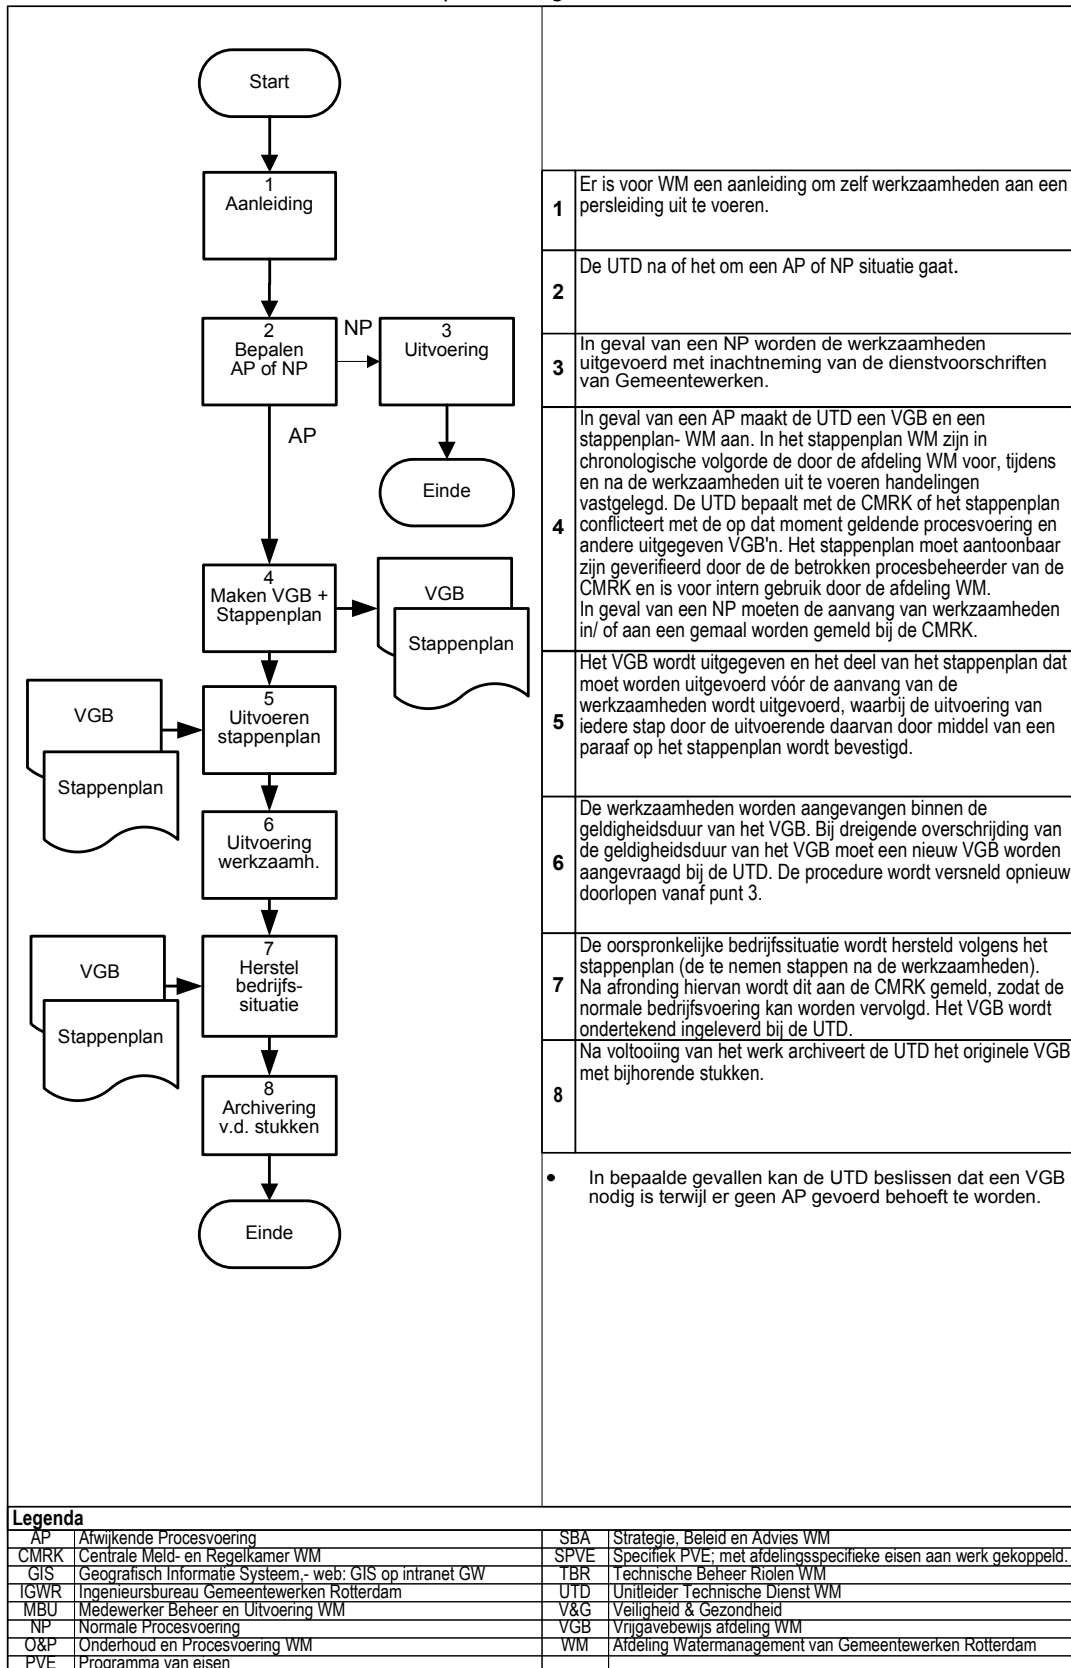 Start
1
Aanleiding
2
Bepalen
AP of NP
NP
3
Uitvoering
AP
Einde
4
Maken VGB +
Stappenplan
VGB
Stappenplan
VGB
Stappenplan
5
Uitvoeren
stappenplan
6
Uitvoering
werkzaamh.
VGB
Stappenplan
7
Herstel
bedrijfs-
situatie
8
Archivering
v.d. stukken
Einde
1
Er is voor WM een aanleiding om zelf werkzaamheden aan een
persleiding uit te voeren.
2
De UTD na of het om een AP of NP situatie gaat.
3
In geval van een NP worden de werkzaamheden
uitgevoerd met inachtneming van de dienstvoorschriften
van Gemeentewerken.
4
In geval van een AP maakt de UTD een VGB en een
stappenplan- WM aan. In het stappenplan WM zijn in
chronologische volgorde de door de afdeling WM voor, tijdens
en na de werkzaamheden uit te voeren handelingen
vastgelegd. De UTD bepaalt met de CMRK of het stappenplan
conflicteert met de op dat moment geldende procesvoering en
andere uitgegeven VGB'n. Het stappenplan moet aantoonbaar
zijn geverifieerd door de de betrokken procesbeheerder van de
CMRK en is voor intern gebruik door de afdeling WM.
In geval van een NP moeten de aanvang van werkzaamheden
in/ of aan een gemaal worden gemeld bij de CMRK.
5
Het VGB wordt uitgegeven en het deel van het stappenplan dat
moet worden uitgevoerd vóór de aanvang van de
werkzaamheden wordt uitgevoerd, waarbij de uitvoering van
iedere stap door de uitvoerende daarvan door middel van een
paraaf op het stappenplan wordt bevestigd.
6
De werkzaamheden worden aangevangen binnen de
geldigheidsduur van het VGB. Bij dreigende overschrijding van
de geldigheidsduur van het VGB moet een nieuw VGB worden
aangevraagd bij de UTD. De procedure wordt versneld opnieuw
doorlopen vanaf punt 3.
7
De oorspronkelijke bedrijfssituatie wordt hersteld volgens het
stappenplan (de te nemen stappen na de werkzaamheden).
Na afronding hiervan wordt dit aan de CMRK gemeld, zodat de
normale bedrijfsvoering kan worden vervolgd. Het VGB wordt
ondertekend ingeleverd bij de UTD.
8
Na voltooiing van het werk archiveert de UTD het originele VGB
met bijhorende stukken.
• In bepaalde gevallen kan de UTD beslissen dat een VGB
nodig is terwijl er geen AP gevoerd behoeft te worden.
Legenda
AP Afwijkende Procesvoering
CMRK Centrale Meld- en Regelkamer WM
GIS Geografisch Informatie Systeem,- web: GIS op intranet GW
IGWR Ingenieursbureau Gemeentewerken Rotterdam
MBU Medewerker Beheer en Uitvoering WM
NP Normale Procesvoering
O&P Onderhoud en Procesvoering WM
PVE Programma van eisen
SBA Strategie, Beleid en Advies WM
SPVE Specifiek PVE; met afdelingsspecifieke eisen aan werk gekoppeld.
TBR Technische Beheer Riolen WM
UTD Unitleider Technische Dienst WM
V&G Veiligheid & Gezondheid
VGB Vrijgavebewijs afdeling WM
WM Afdeling Watermanagement van Gemeentewerken Rotterdam